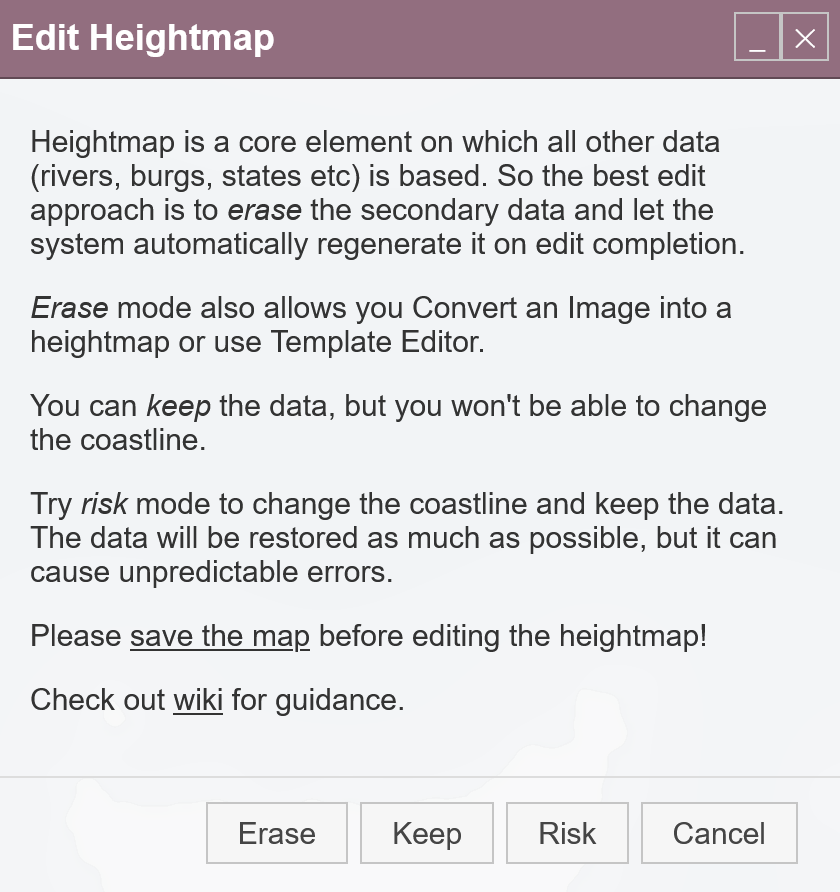 Edit Heightmap
Heightmap is a core element on which all other data
(rivers, burgs, states etc) is based. So the best edit
approach is to erase the secondary data and let the
system automatically regenerate it on edit completion.
Erase mode also allows you Convert an Image into a
heightmap or use Template Editor.
You can keep the data, but you won't be able to change
the coastline.
Try risk mode to change the coastline and keep the data.
The data will be restored as much as possible, but it can
cause unpredictable errors.
Please save the map before editing the heightmap!
Check out wiki for guidance.
Erase Keep Risk Cancel